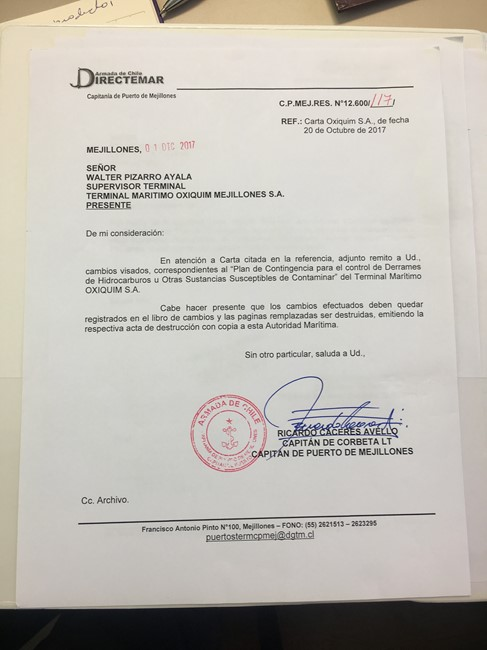 Armada de Chile
DIRECTEMAR
Capitanía de Puerto de Mejillones
C.P.MEJ.RES. N°12.600/117/
REF.: Carta Oxiquim S.A., de fecha
20 de Octubre de 2017
MEJILLONES, 01 DIC 2017
SEÑOR
WALTER PIZARRO AYALA
SUPERVISOR TERMINAL
TERMINAL MARITIMO OXIQUIM MEJILLONES S.A.
PRESENTE
De mi consideración:
En atención a Carta citada en la referencia, adjunto remito a Ud.,
cambios visados, correspondientes al "Plan de Contingencia para el control de Derrames
de Hidrocarburos u Otras Sustancias Susceptibles de Contaminar" del Terminal Marítimo
OXIQUIM S.A.
Cabe hacer presente que los cambios efectuados deben quedar
registrados en el libro de cambios y las paginas remplazadas ser destruidas, emitiendo la
respectiva acta de destrucción con copia a esta Autoridad Marítima.
Sin otro particular, saluda a Ud.,
ARMADA DE CHILE
RICARDO CÁCERES AVELLO
CAPITÁN DE CORBETA LT
CAPITÁN DE PUERTO DE MEJILLONES
Cc. Archivo.
Francisco Antonio Pinto N°100, Mejillones – FONO: (55) 2621513 – 2623295
puertostermcpmej@dgtm.cl